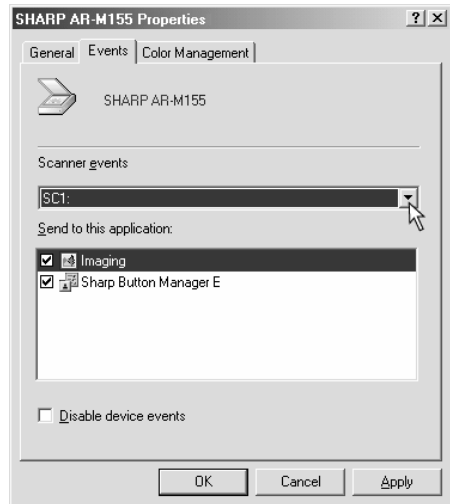 SHARP AR-M155 Properties
General Events Color Management
SHARP AR-M155
Scanner events
SC1:
Send to this application:
Imaging
Sharp Button Manager E
Disable device events
OK Cancel Apply